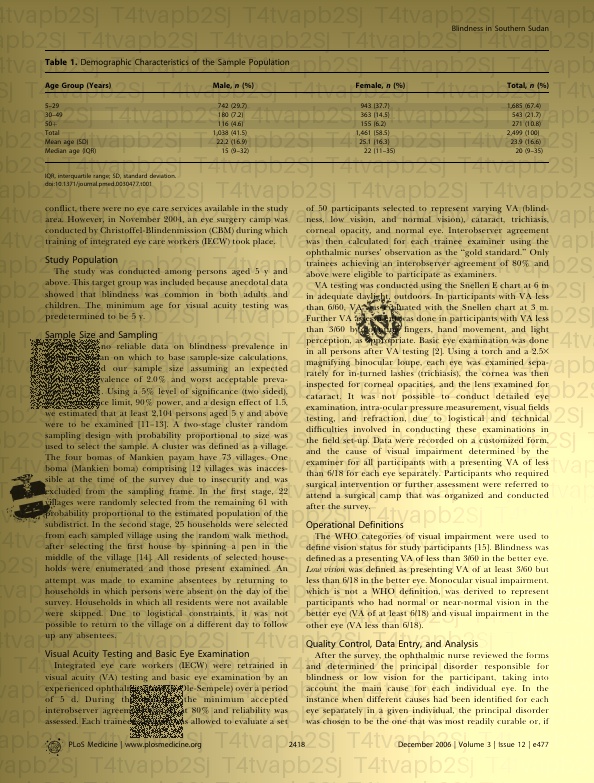 Blindness in Southern Sudan
Table 1. Demographic Characteristics of the Sample Population
Age Group (Years) Male, n (%) Female, n (%) Total, n (%)
5–29 742 (29.7) 943 (37.7) 1,685 (67.4)
30–49 180 (7.2) 363 (14.5) 543 (21.7)
50+ 116 (4.6) 155 (6.2) 271 (10.8)
Total 1,038 (41.5) 1,461 (58.5) 2,499 (100)
Mean age (SD) 22.2 (16.9) 25.1 (16.3) 23.9 (16.6)
Median age (IQR) 15 (9–32) 22 (11–35) 20 (9–35)
IQR, interquartile range; SD, standard deviation.
doi:10.1371/journal.pmed.0030477.t001
conflict, there were no eye care services available in the study
area. However, in November 2004, an eye surgery camp was
conducted by Christoffel-Blindenmission (CBM) during which
training of integrated eye care workers (IECW) took place.
Study Population
The study was conducted among persons aged 5 y and
above. This target group was included because anecdotal data
showed that blindness was common in both adults and
children. The minimum age for visual acuity testing was
predetermined to be 5 y.
Sample Size and Sampling
no reliable data on blindness prevalence in
on which to base sample-size calculations.
our sample size assuming an expected
of 2.0% and worst acceptable preva-
Using a 5% level of significance (two sided),
limit, 90% power, and a design effect of 1.5,
we estimated that at least 2,104 persons aged 5 y and above
were to be examined [11–13]. A two-stage cluster random
sampling design with probability proportional to size was
used to select the sample. A cluster was defined as a village.
The four bomas of Mankien payam have 73 villages. One
boma (Mankien boma) comprising 12 villages was inacces-
sible at the time of the survey due to insecurity and was
excluded from the sampling frame. In the first stage, 22
villages were randomly selected from the remaining 61 with
probability proportional to the estimated population of the
subdistrict. In the second stage, 25 households were selected
from each sampled village using the random walk method,
after selecting the first house by spinning a pen in the
middle of the village [14]. All residents of selected house-
holds were enumerated and those present examined. An
attempt was made to examine absentees by returning to
households in which persons were absent on the day of the
survey. Households in which all residents were not available
were skipped. Due to logistical constraints, it was not
possible to return to the village on a different day to follow
up any absentees.
Visual Acuity Testing and Basic Eye Examination
Integrated eye care workers (IECW) were retrained in
visual acuity (VA) testing and basic eye examination by an
experienced over a period
of 5 d. During the minimum accepted
interobserver 80% and reliability was
assessed. Each was allowed to evaluate a set
of 50 participants selected to represent varying VA (blind-
ness, low vision, and normal vision), cataract, trichiasis,
corneal opacity, and normal eye. Interobserver agreement
was then calculated for each trainee examiner using the
ophthalmic nurses' observation as the "gold standard." Only
trainees achieving an interobserver agreement of 80% and
above were eligible to participate as examiners.
VA testing was conducted using the Snellen E chart at 6 m
in adequate daylight, outdoors. In participants with VA less
than 6/60, VA evaluated with the Snellen chart at 3 m.
Further VA was done in participants with VA less
than 3/60 by fingers, hand movement, and light
perception, as appropriate. Basic eye examination was done
in all persons after VA testing [2]. Using a torch and a 2.5×
magnifying binocular loupe, each eye was examined sepa-
rately for in-turned lashes (trichiasis), the cornea was then
inspected for corneal opacities, and the lens examined for
cataract. It was not possible to conduct detailed eye
examination, intra-ocular pressure measurement, visual fields
testing, and refraction, due to logistical and technical
difficulties involved in conducting these examinations in
the field set-up. Data were recorded on a customized form,
and the cause of visual impairment determined by the
examiner for all participants with a presenting VA of less
than 6/18 for each eye separately. Participants who required
surgical intervention or further assessment were referred to
attend a surgical camp that was organized and conducted
after the survey.
Operational Definitions
The WHO categories of visual impairment were used to
define vision status for study participants [15]. Blindness was
defined as a presenting VA of less than 3/60 in the better eye.
Low vision was defined as presenting VA of at least 3/60 but
less than 6/18 in the better eye. Monocular visual impairment,
which is not a WHO definition, was derived to represent
participants who had normal or near-normal vision in the
better eye (VA of at least 6/18) and visual impairment in the
other eye (VA less than 6/18).
Quality Control, Data Entry, and Analysis
After the survey, the ophthalmic nurse reviewed the forms
and determined the principal disorder responsible for
blindness or low vision for the participant, taking into
account the main cause for each individual eye. In the
instance when different causes had been identified for each
eye separately in a given individual, the principal disorder
was chosen to be the one that was most readily curable or, if
PLoS Medicine | www.plosmedicine.org 2418 December 2006 | Volume 3 | Issue 12 | e477